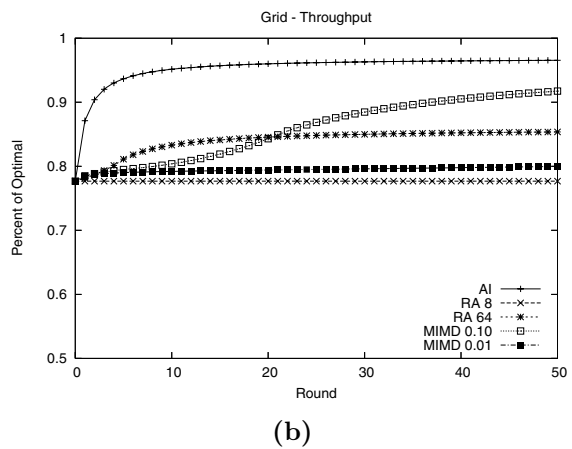 Grid - Throughput
1
0.9
0.8
0.7
0.6
0.5
Percent of Optimal
0 10 20 30 40 50
Round
AI
RA 8
RA 64
MIMD 0.10
MIMD 0.01
(b)